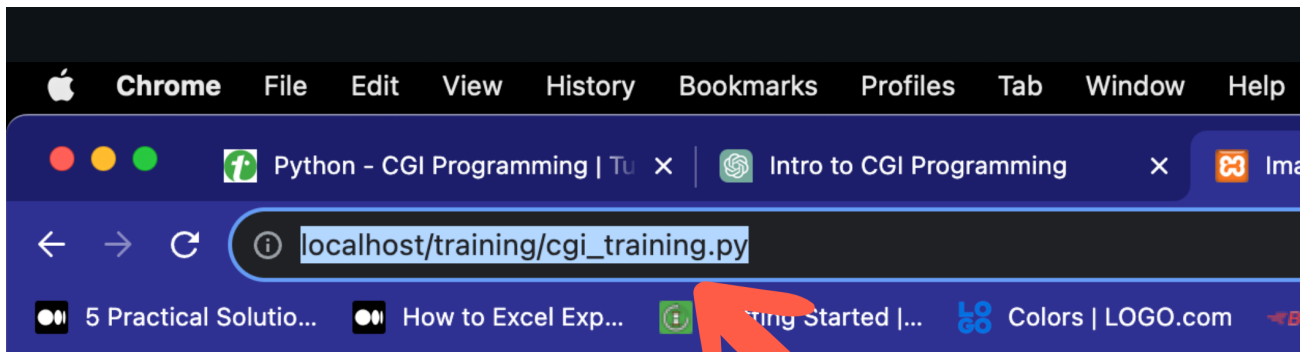 Chrome File Edit View History Bookmarks Profiles Tab Window Help
Python - CGI Programming | Tu Intro to CGI Programming
localhost/training/cgi_training.py
5 Practical Solutio... How to Excel Exp... Started |... LOGO Colors | LOGO.com